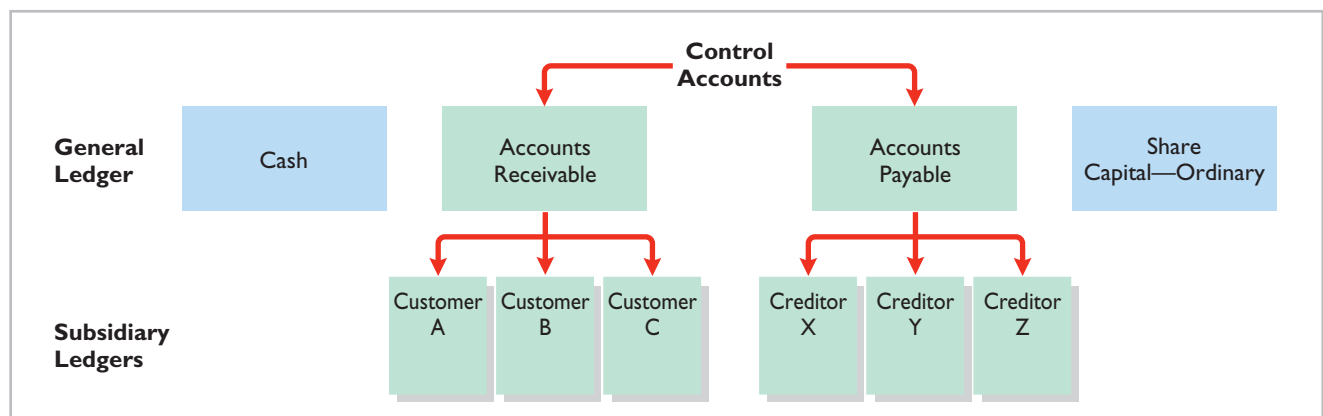 Control
Accounts
General
Ledger
Cash
Accounts
Receivable
Accounts
Payable
Share
Capital—Ordinary
Subsidiary
Ledgers
Customer
A
Customer
B
Customer
C
Creditor
X
Creditor
Y
Creditor
Z